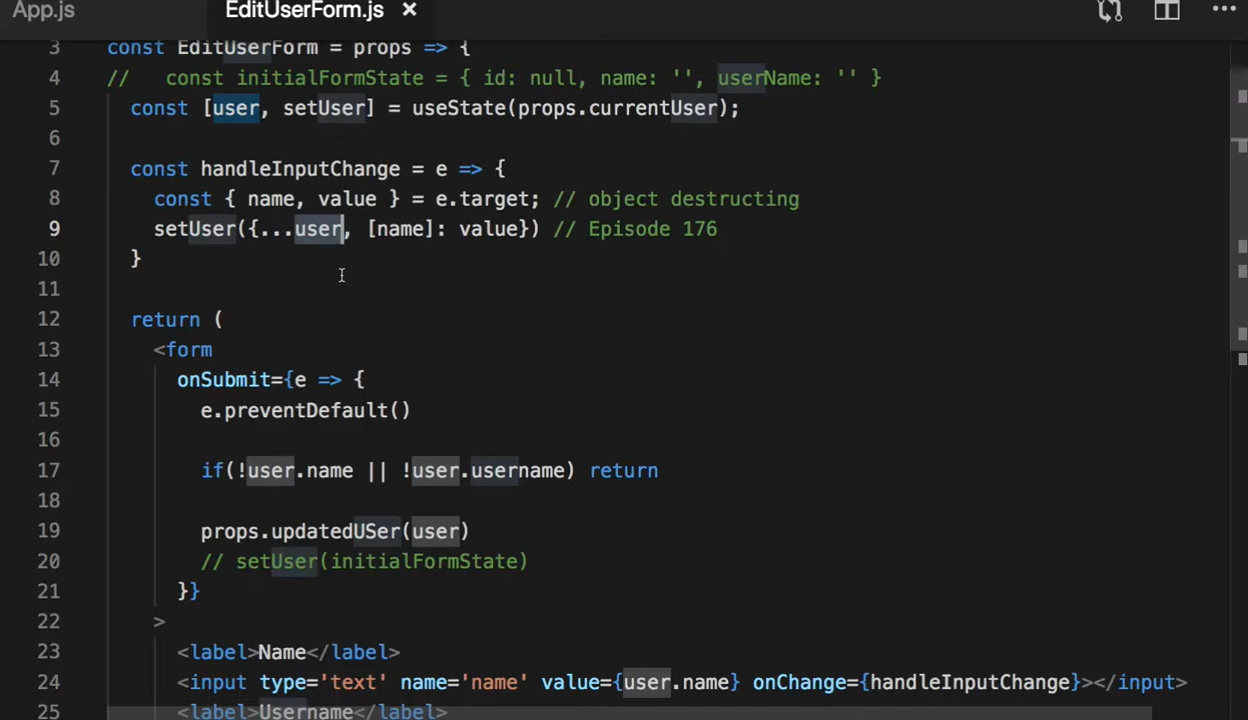 App.js EditUserForm.js ×
3 const EditUserForm = props => {
4 // const initialFormState = { id: null, name: '', userName: '' }
5 const [user, setUser] = useState(props.currentUser);
6
7 const handleInputChange = e => {
8 const { name, value } = e.target; // object destructing
9 setUser({...user, [name]: value}) // Episode 176
10 }
11
12 return (
13 <form
14 onSubmit={e => {
15 e.preventDefault()
16
17 if(!user.name || !user.username) return
18
19 props.updatedUSer(user)
20 // setUser(initialFormState)
21 }}
22 >
23 <label>Name</label>
24 <input type='text' name='name' value={user.name} onChange={handleInputChange}></input>
25 <label>Username</label>